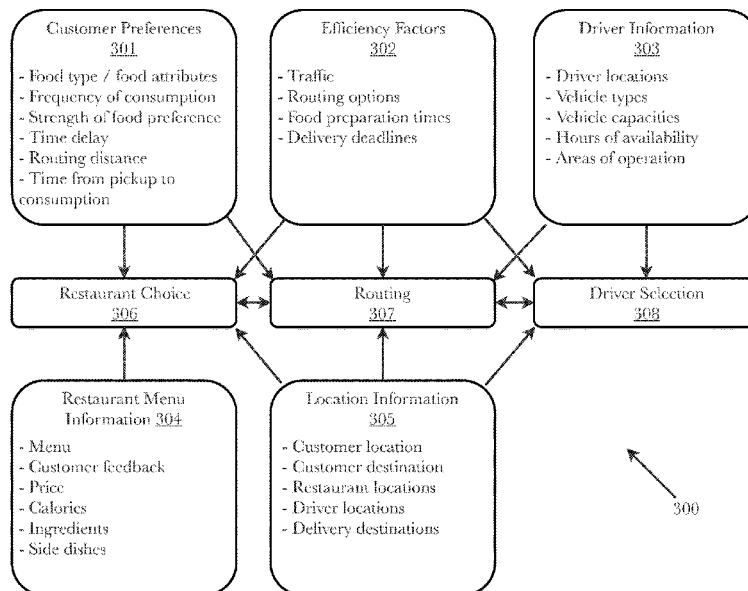 Customer Preferences
301
- Food type / food attributes
- Frequency of consumption
- Strength of food preference
- Time delay
- Routing distance
- Time from pickup to
consumption
Efficiency Factors
302
- Traffic
- Routing options
- Food preparation times
- Delivery deadlines
Driver Information
303
- Driver locations
- Vehicle types
- Vehicle capacities
- Hours of availability
- Areas of operation
Restaurant Choice
306
Routing
307
Driver Selection
308
Restaurant Menu
Information 304
- Menu
- Customer feedback
- Price
- Calories
- Ingredients
- Side dishes
Location Information
305
- Customer location
- Customer destination
- Restaurant locations
- Driver locations
- Delivery destinations
300